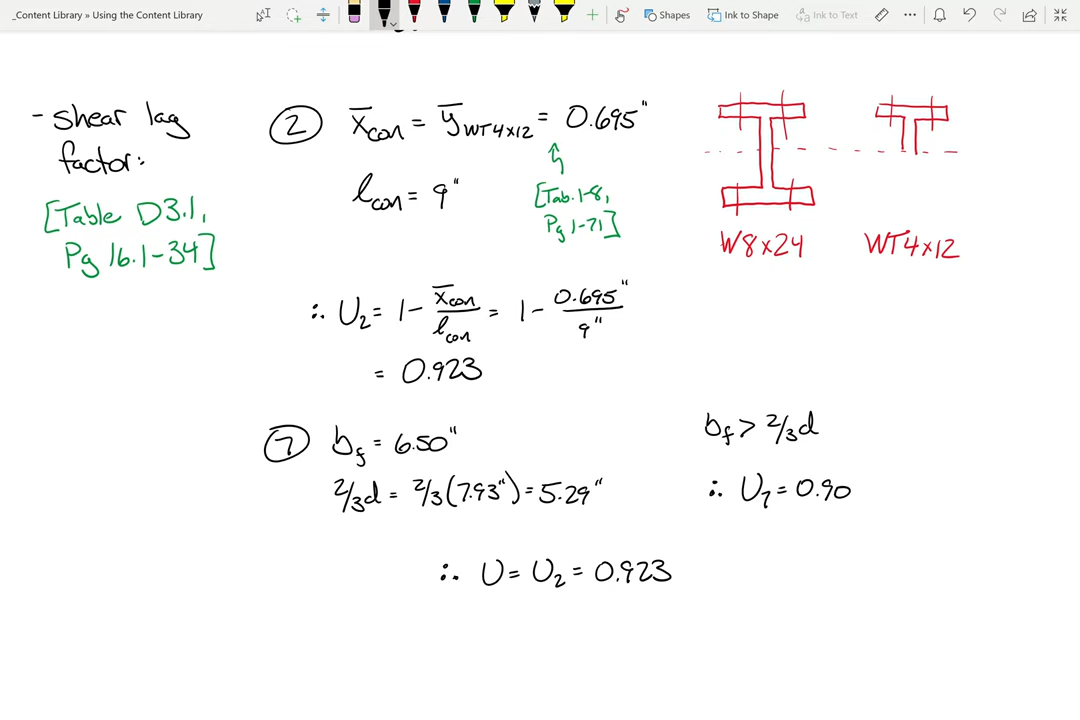 _Content Library » Using the Content Library
Shapes
Ink to Shape
Ink to Text
- shear lag
factor:
[Table D3.1,
Pg 16.1-34]
② x̄con = ȳWT4x12 = 0.695"
lcon = 9"
[Tab. 1-8,
Pg 1-71]
W8x24
WT4x12
∴ U₂ = 1 - x̄con/lcon = 1 - 0.695"/9"
= 0.923
⑦ bf = 6.50"
2/3d = 2/3(7.93") = 5.29"
bf > 2/3d
∴ U₇ = 0.90
∴ U = U₂ = 0.923